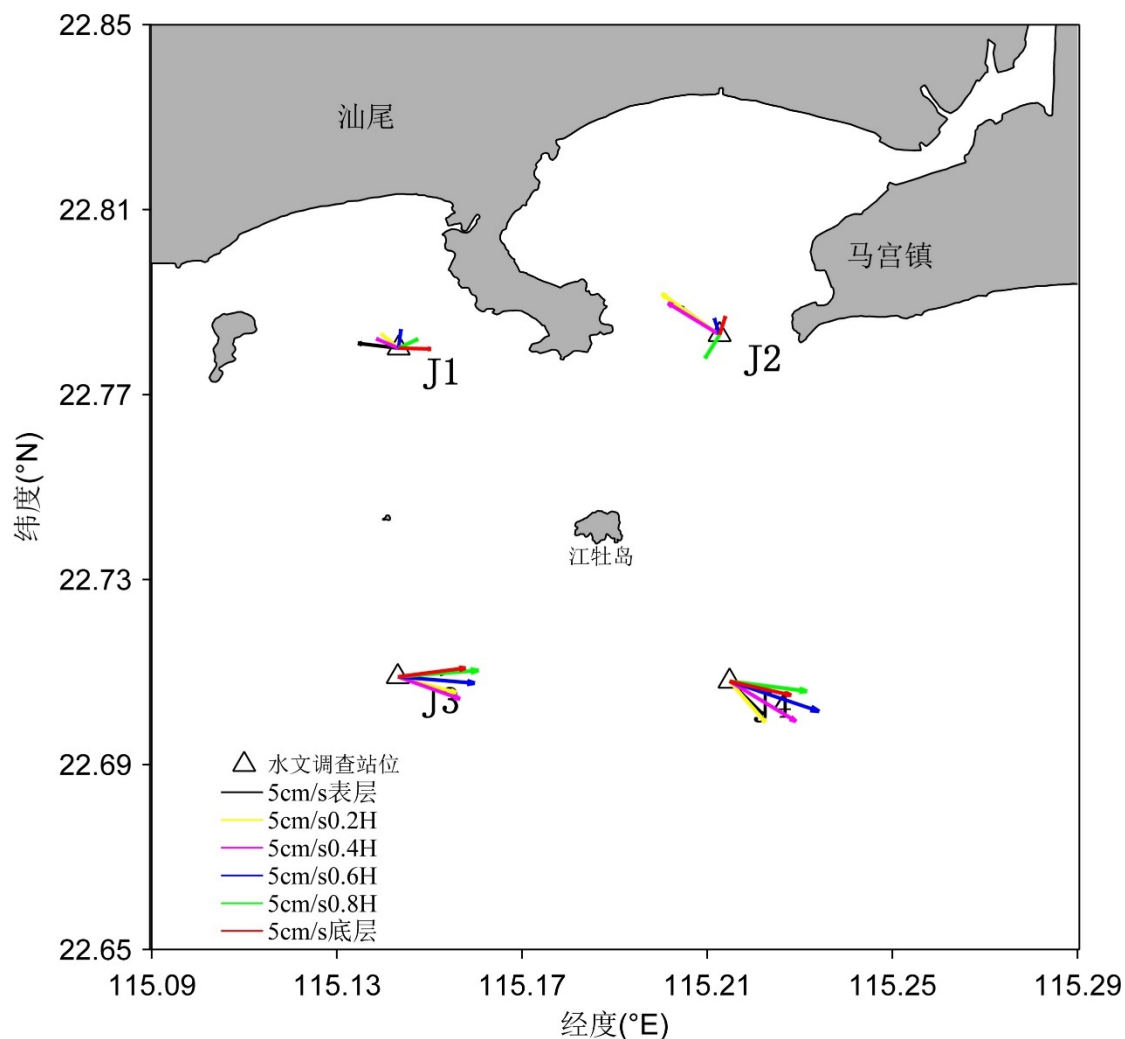 22.85
汕尾
22.81
马宫镇
J1
J2
22.77
纬度(°N)
江牡岛
22.73
J3
J4
22.69
水文调查站位
5cm/s表层
5cm/s0.2H
5cm/s0.4H
5cm/s0.6H
5cm/s0.8H
5cm/s底层
22.65
115.09 115.13 115.17 115.21 115.25 115.29
经度(°E)